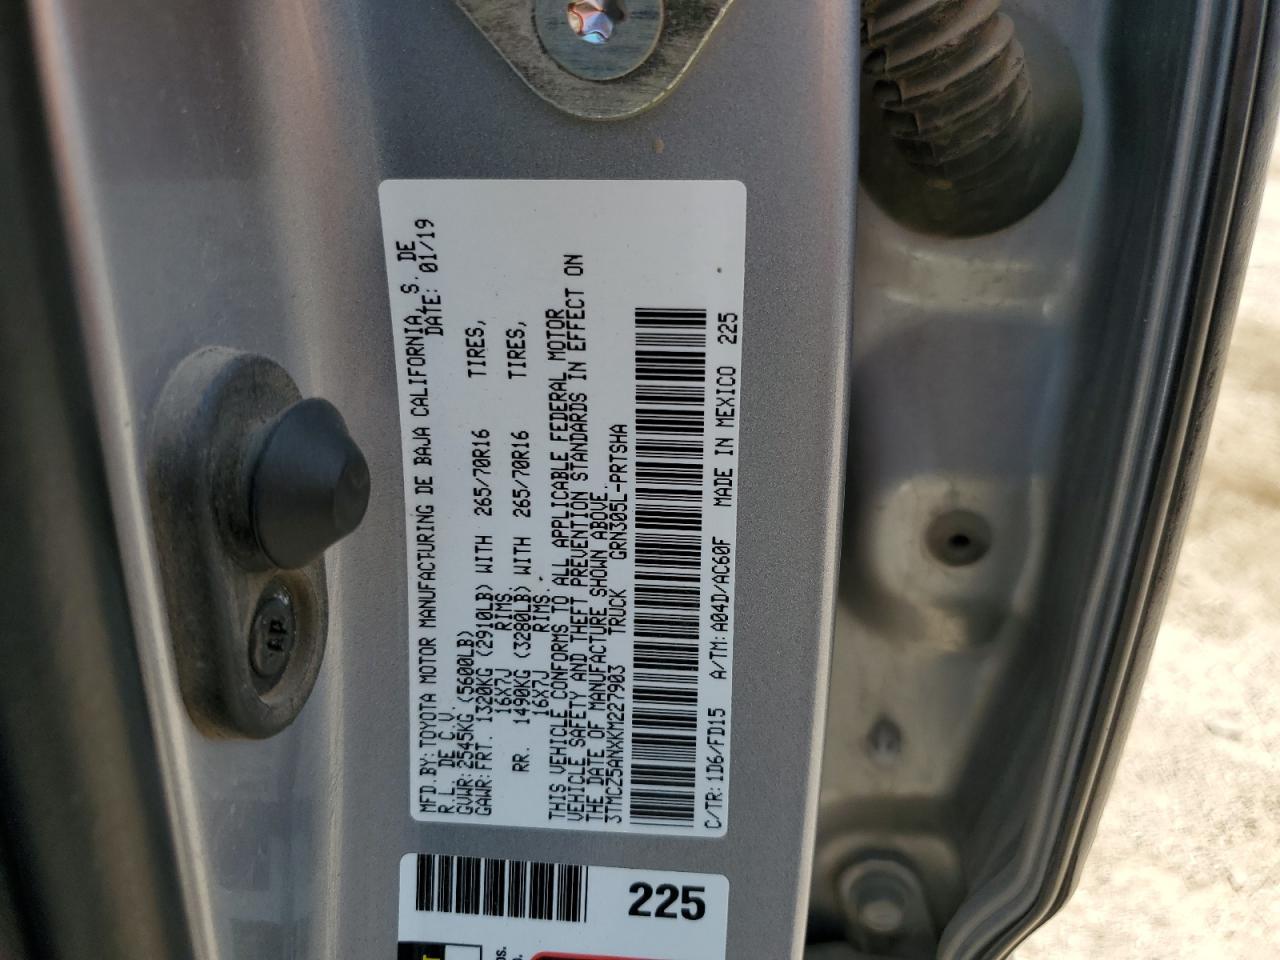 MFD.BY:TOYOTA MOTOR MANUFACTURING DE BAJA CALIFORNIA, S. DE
R.L. DE C.V. DATE: 01/19
GVWR:2545KG(5600LB)
GAWR:FRT. 1320KG (2910LB) WITH 265/70R16 TIRES,
16X7J RIMS,
RR. 1490KG (3280LB) WITH 265/70R16 TIRES,
16X7J RIMS.
THIS VEHICLE CONFORMS TO ALL APPLICABLE FEDERAL MOTOR
VEHICLE SAFETY AND THEFT PREVENTION STANDARDS IN EFFECT ON
THE DATE OF MANUFACTURE SHOWN ABOVE.
3TMCZ5ANXKM227903 TRUCK GRN305L-PRTSHA
C/TR:1D6/FD15 A/TM:A04D/AC60F MADE IN MEXICO 225
225